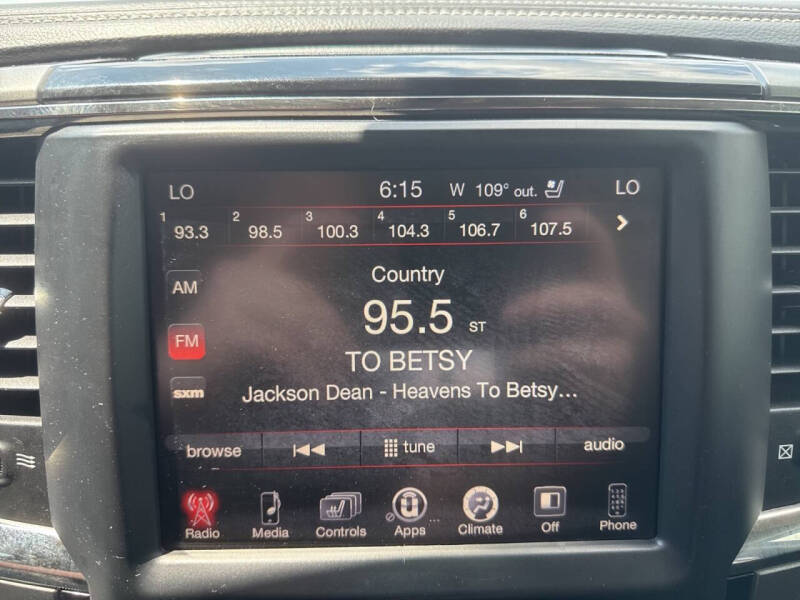 LO 6:15 W 109° out. LO
1 93.3 2 98.5 3 100.3 4 104.3 5 106.7 6 107.5
Country
AM
95.5 ST
FM
TO BETSY
sxm
Jackson Dean - Heavens To Betsy...
browse tune audio
Radio Media Controls Apps Climate Off Phone